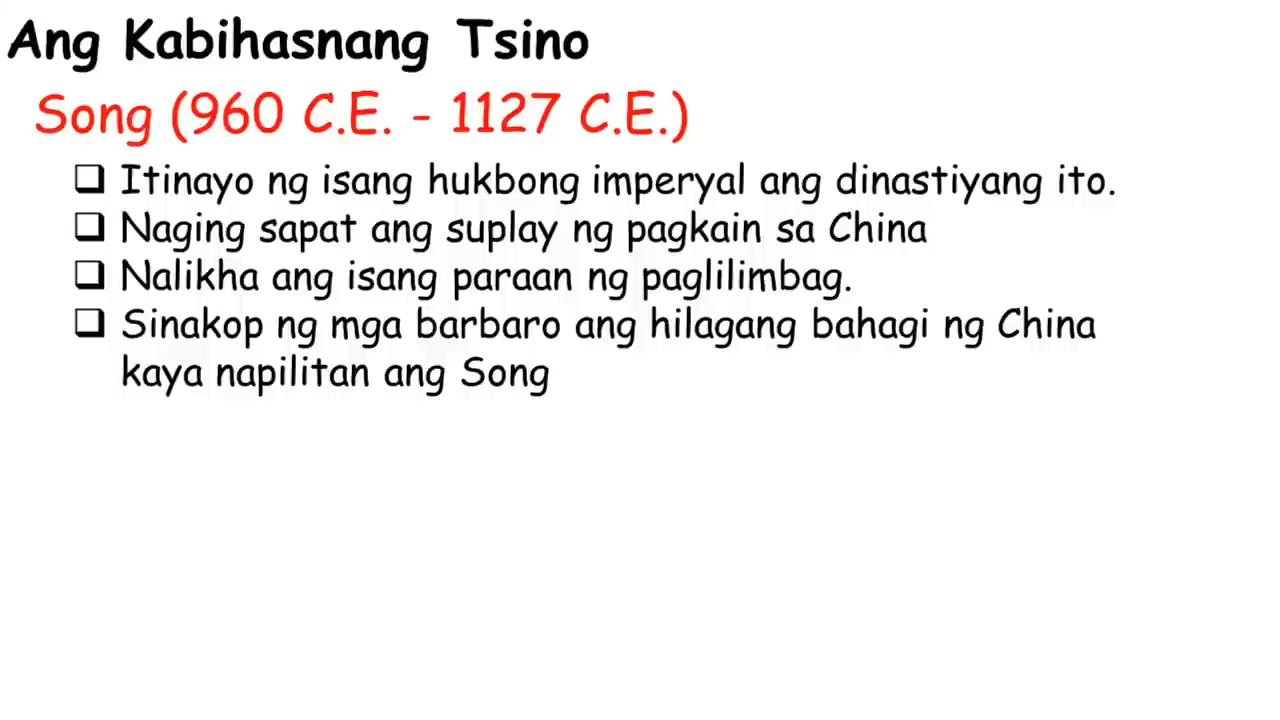 Ang Kabihasnang Tsino
Song (960 C.E. - 1127 C.E.)
❑ Itinayo ng isang hukbong imperyal ang dinastiyang ito.
❑ Naging sapat ang suplay ng pagkain sa China
❑ Nalikha ang isang paraan ng paglilimbag.
❑ Sinakop ng mga barbaro ang hilagang bahagi ng China
kaya napilitan ang Song